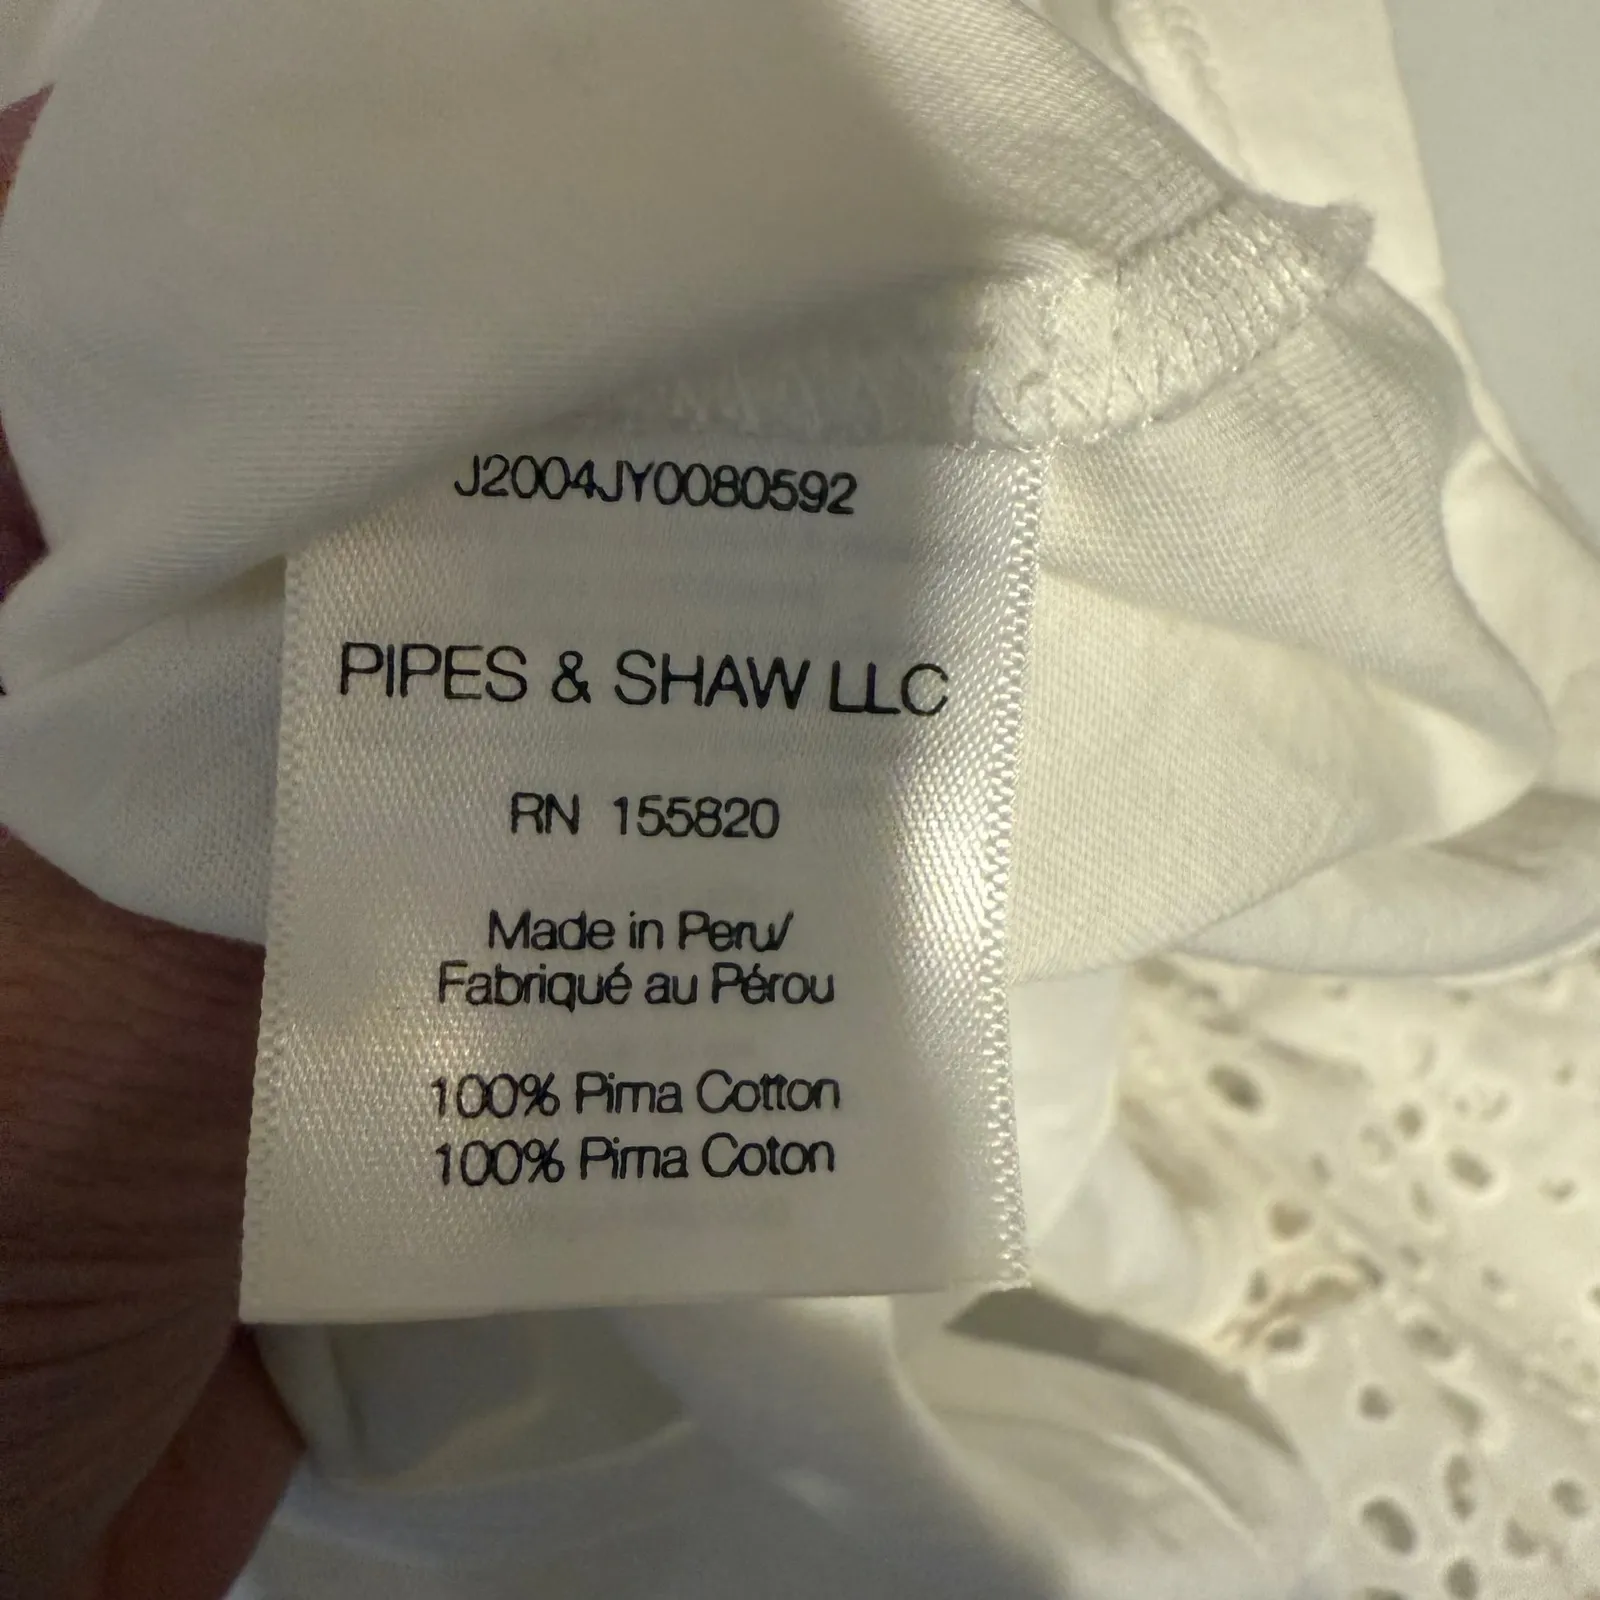 J2004JY0080592
PIPES & SHAW LLC
RN 155820
Made in Peru/
Fabriqué au Pérou
100% Pima Cotton
100% Pima Coton